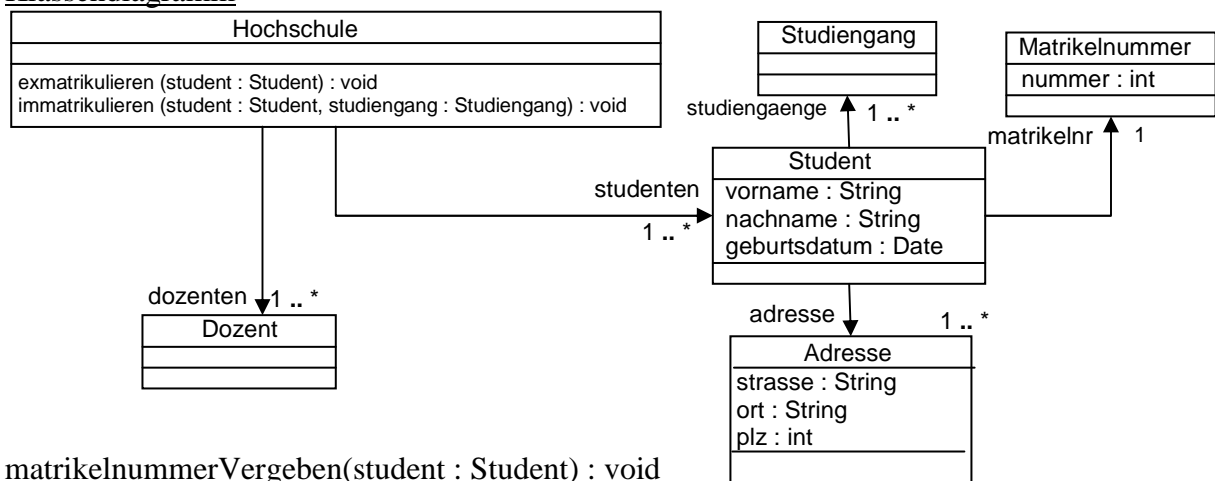 Klassendiagramm
Hochschule
exmatrikulieren (student : Student) : void
immatrikulieren (student : Student, studiengang : Studiengang) : void
Studiengang
Matrikelnummer
nummer : int
studiengaenge 1 .. *
matrikelnr 1
Student
vorname : String
nachname : String
geburtsdatum : Date
studenten
1 .. *
dozenten 1 .. *
Dozent
adresse 1 .. *
Adresse
strasse : String
ort : String
plz : int
matrikelnummerVergeben(student : Student) : void